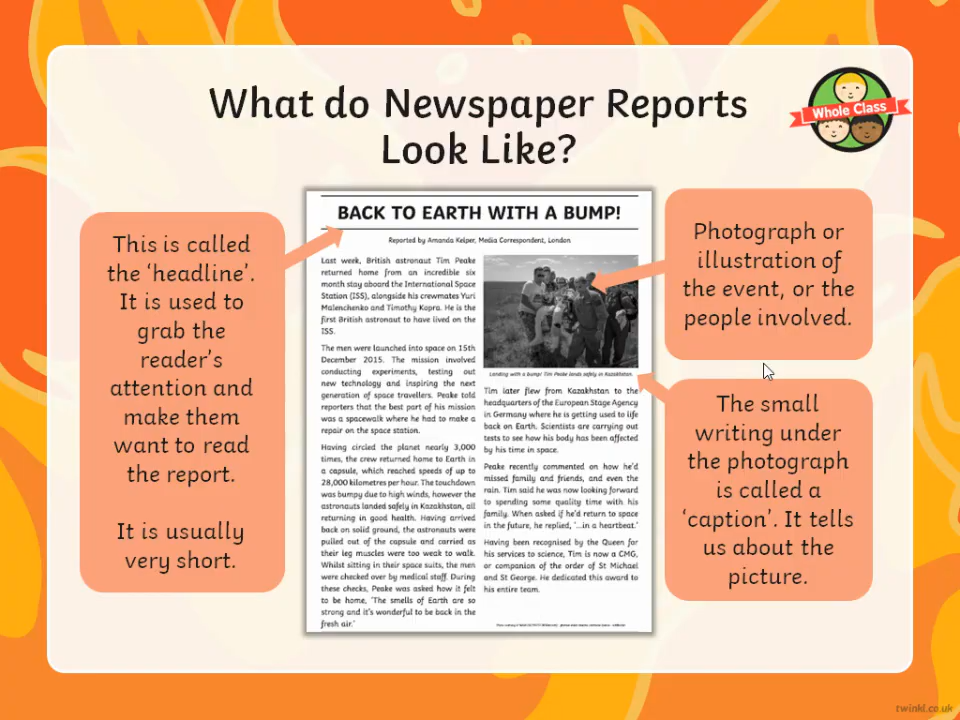 What do Newspaper Reports
Look Like?
Whole Class
This is called
the ‘headline’.
It is used to
grab the
reader’s
attention and
make them
want to read
the report.
It is usually
very short.
BACK TO EARTH WITH A BUMP!
Reported by Amanda Kelper, Media Correspondent, London
Last week, British astronaut Tim Peake
returned home from an incredible six
month stay aboard the International Space
Station (ISS), alongside his crewmates Yuri
Malenchenko and Timothy Kopra. He is the
first British astronaut to have lived on the
ISS.
The men were launched into space on 15th
December 2015. The mission involved
conducting experiments, testing out
new technology and inspiring the next
generation of space travellers. Peake told
reporters that the best part of his mission
was a spacewalk where he had to make a
repair on the space station.
Having circled the planet nearly 3,000
times, the crew returned home to Earth in
a capsule, which reached speeds of up to
28,000 kilometres per hour. The touchdown
was bumpy due to high winds, however the
astronauts landed safely in Kazakhstan, all
returning in good health. Having arrived
back on solid ground, the astronauts were
pulled out of the capsule and carried as
their leg muscles were too weak to walk.
Whilst sitting in their space suits, the men
were checked over by medical staff. During
these checks, Peake was asked how it felt
to be home, ‘The smells of Earth are so
strong and it’s wonderful to be back in the
fresh air.’
Landing with a bump! Tim Peake lands safely in Kazakhstan.
Tim later flew from Kazakhstan to the
headquarters of the European Stage Agency
in Germany where he is getting used to life
back on Earth. Scientists are carrying out
tests to see how his body has been affected
by his time in space.
Peake recently commented on how he’d
missed family and friends, and even the
rain. Tim said he was now looking forward
to spending some quality time with his
family. When asked if he’d return to space
in the future, he replied, ‘...in a heartbeat.’
Having been recognised by the Queen for
his services to science, Tim is now a CMG,
or companion of the order of St Michael
and St George. He dedicated this award to
his entire team.
Photograph or
illustration of
the event, or the
people involved.
The small
writing under
the photograph
is called a
‘caption’. It tells
us about the
picture.
twinkl.co.uk